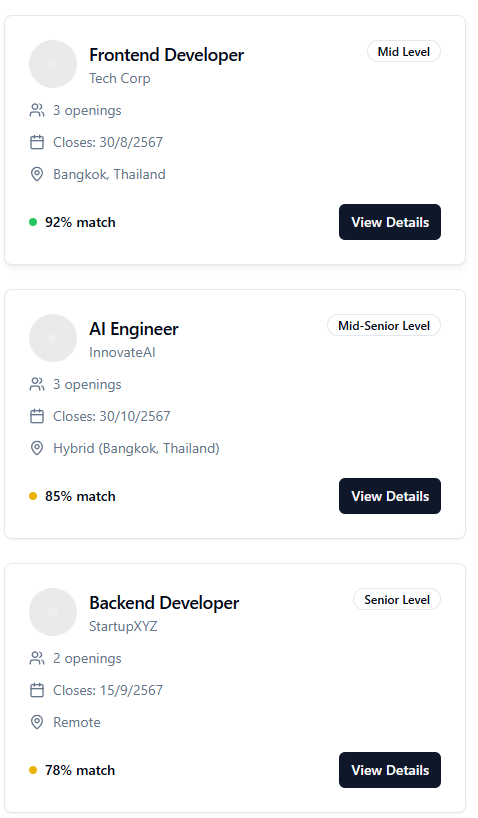 Frontend Developer
Mid Level
Tech Corp
3 openings
Closes: 30/8/2567
Bangkok, Thailand
92% match
View Details
AI Engineer
Mid-Senior Level
InnovateAI
3 openings
Closes: 30/10/2567
Hybrid (Bangkok, Thailand)
85% match
View Details
Backend Developer
Senior Level
StartupXYZ
2 openings
Closes: 15/9/2567
Remote
78% match
View Details